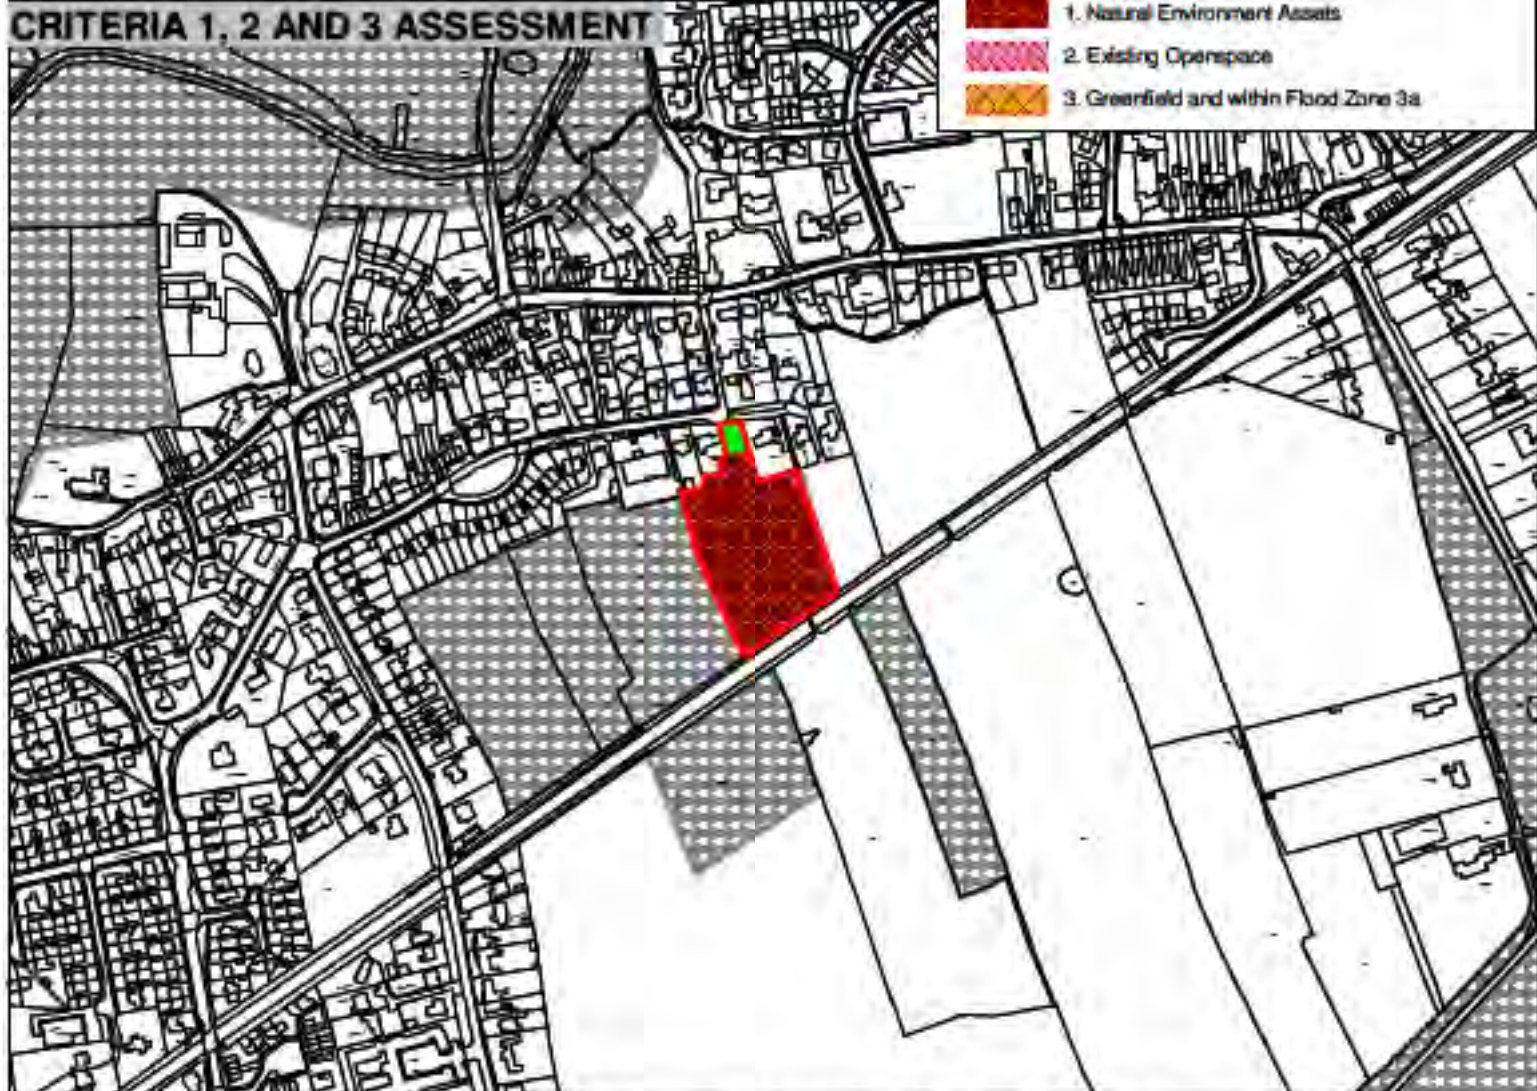 CRITERIA 1, 2 AND 3 ASSESSMENT
1. Natural Environment Assets
2. Existing Openspace
3. Greenfield and within Flood Zone 3a